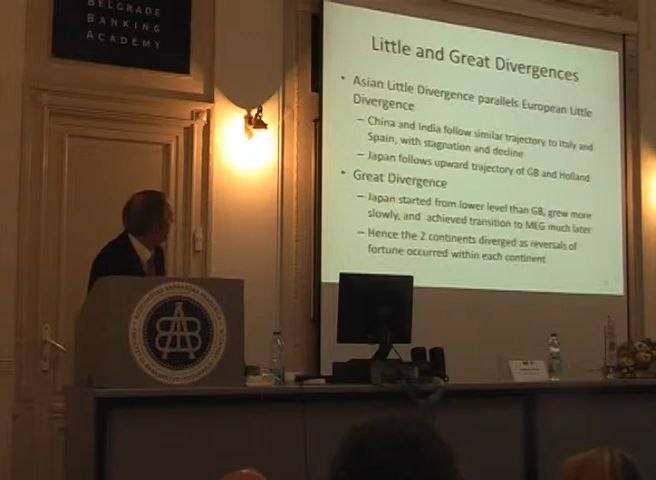 BELGRADE
BANKING
ACADEMY
Little and Great Divergences
• Asian Little Divergence parallels European Little
Divergence
– China and India follow similar trajectory to Italy and
Spain, with stagnation and decline
– Japan follows upward trajectory of GB and Holland
• Great Divergence
– Japan started from lower level than GB, grew more
slowly, and achieved transition to MEG much later
– Hence the 2 continents diverged as reversals of
fortune occurred within each continent